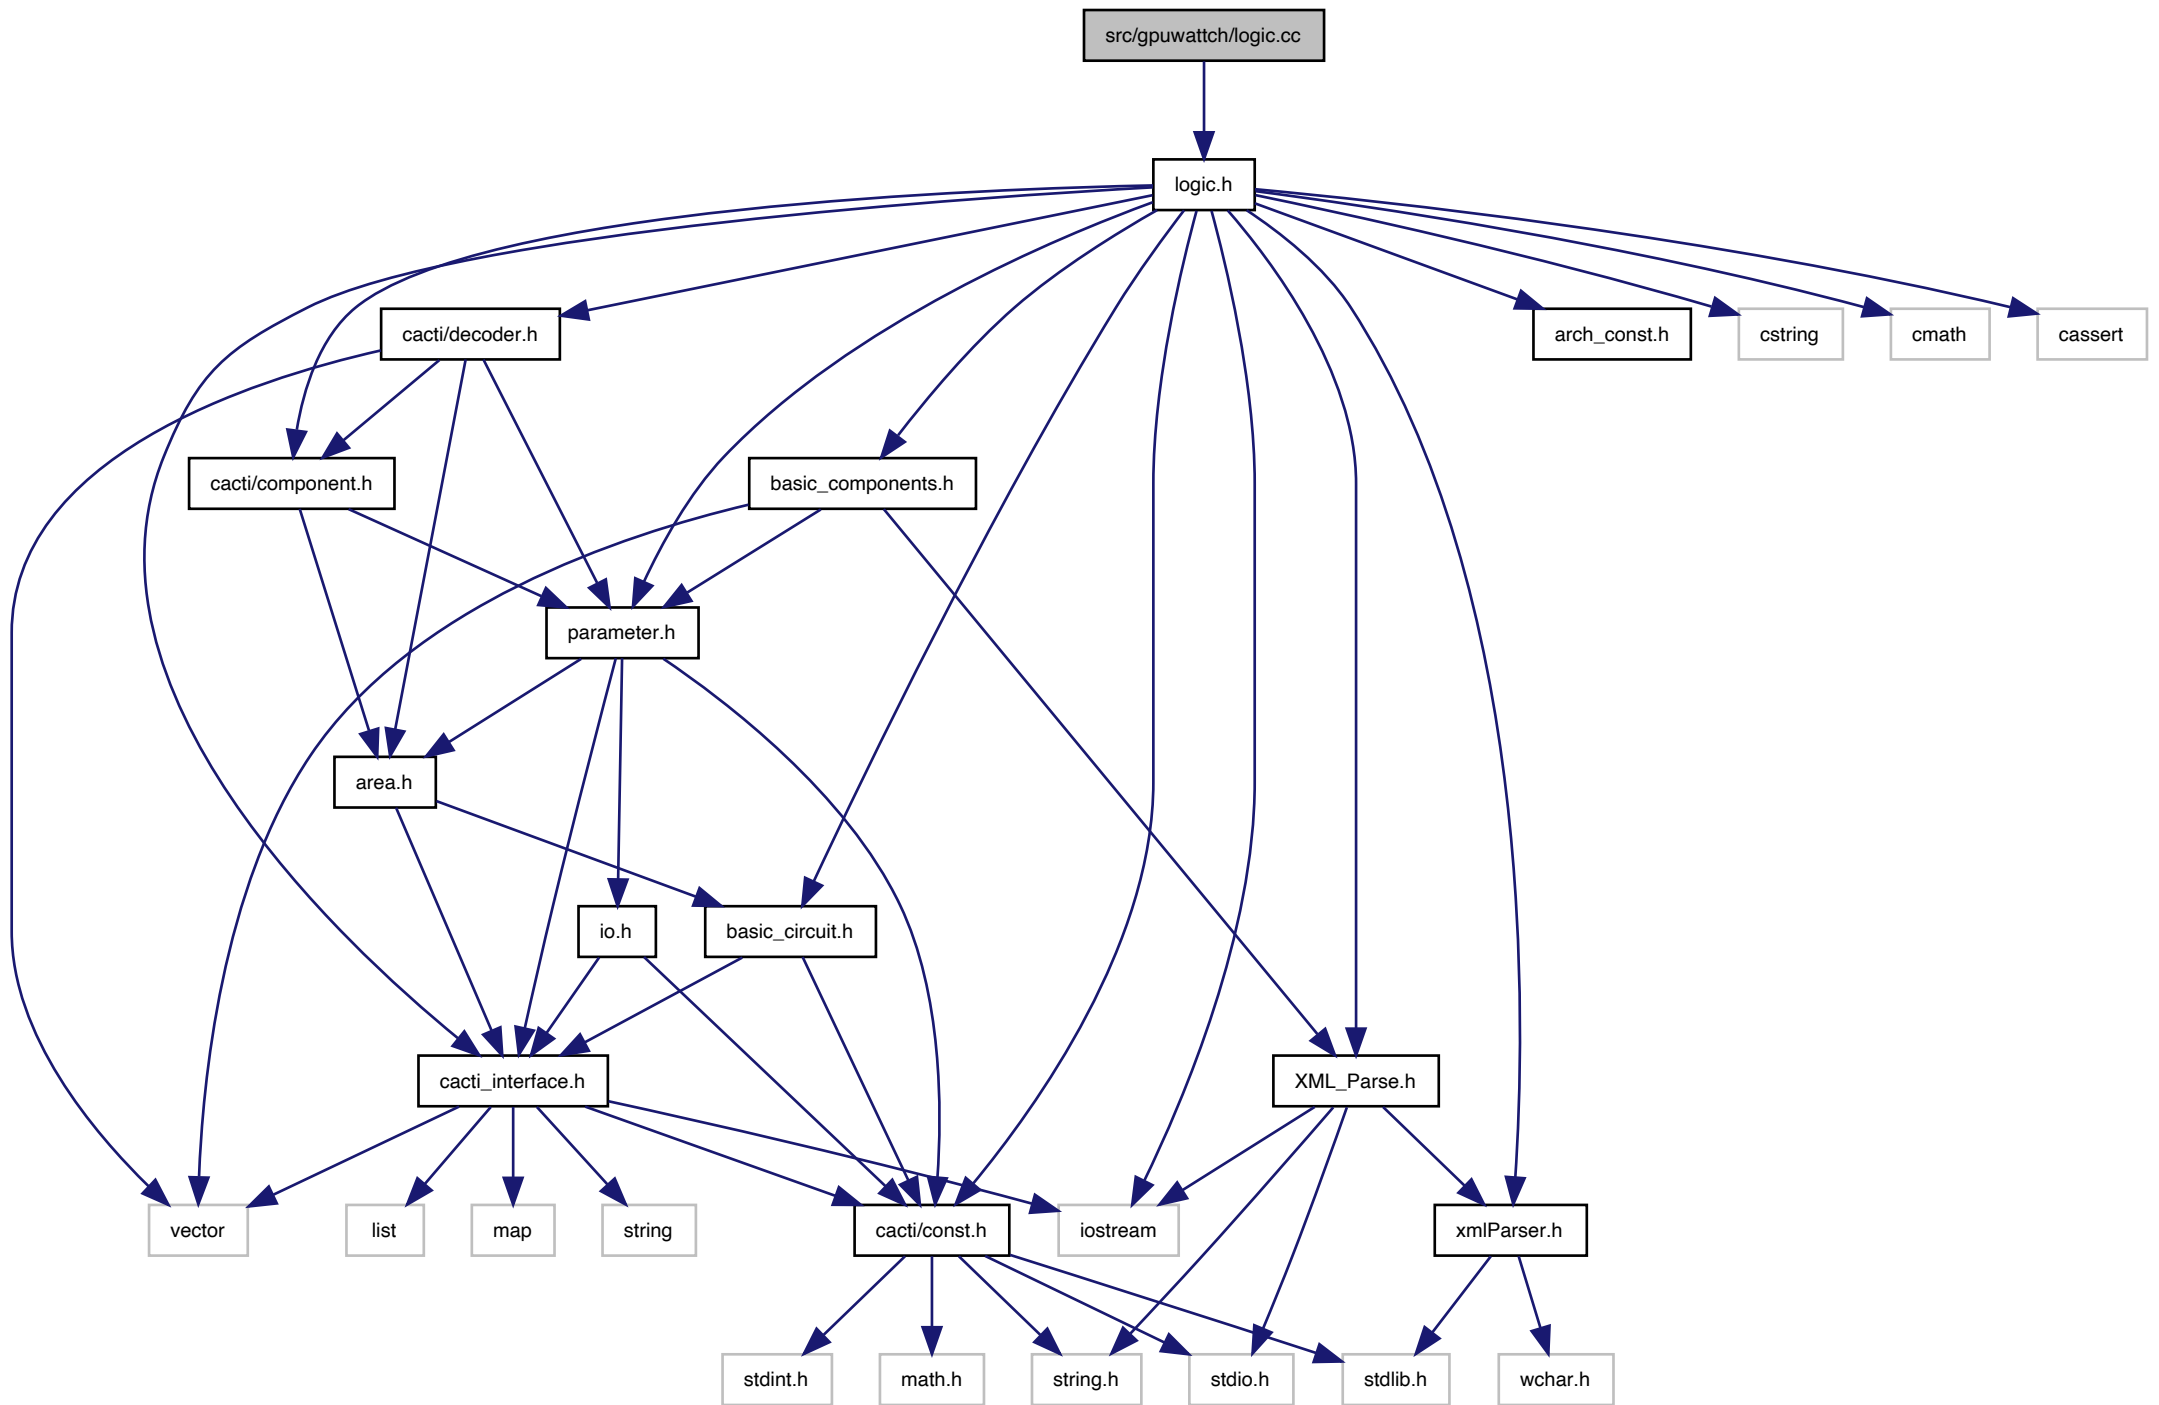 src/gpuwattch/logic.cc
logic.h
cacti/decoder.h
arch_const.h
cstring
cmath
cassert
cacti/component.h
basic_components.h
parameter.h
area.h
io.h
basic_circuit.h
cacti_interface.h
XML_Parse.h
vector
list
map
string
cacti/const.h
iostream
xmlParser.h
stdint.h
math.h
string.h
stdio.h
stdlib.h
wchar.h